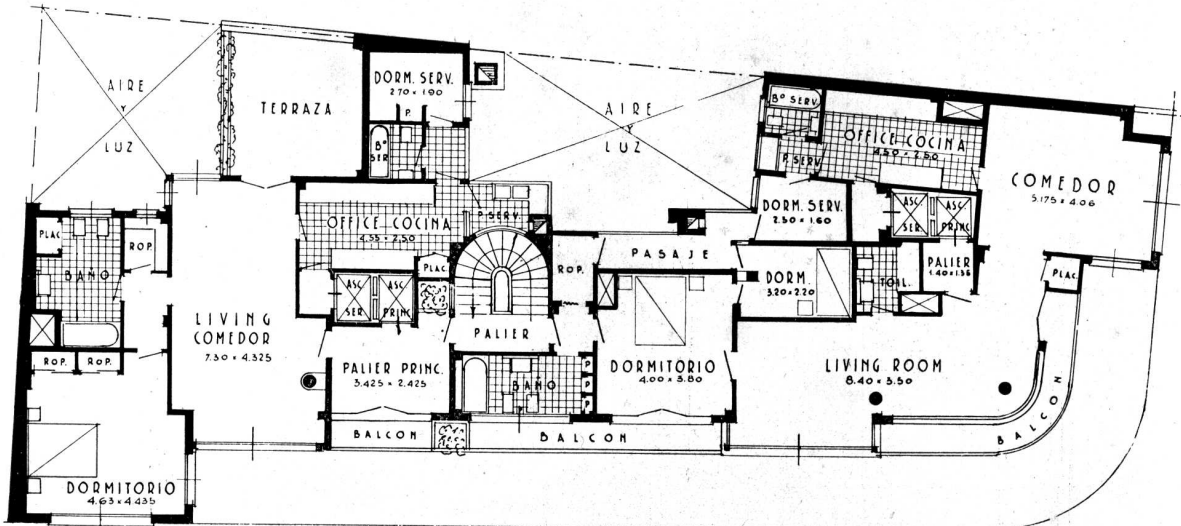 AIRE
Y
LUZ
TERRAZA
DORM. SERV.
2.70 x 1.90
P.
Bº
SER
AIRE
Y
LUZ
Bº SERV.
OFFICE COCINA
4.50 x 2.50
P. SERV.
COMEDOR
5.175 x 4.06
DORM. SERV.
2.50 x 1.60
ASC
SER.
ASC
PRINC
PLAC.
ROP.
BAÑO
OFFICE COCINA
4.55 x 2.50
P. SERV.
PLAC.
ASC
SER
ASC
PRINC
ROP.
PASAJE
DORM.
3.20 x 2.20
TOIL.
PALIER
1.40 x 1.35
PLAC.
LIVING
COMEDOR
7.30 x 4.325
PALIER
ROP.
ROP.
PALIER PRINC.
3.425 x 2.425
BAÑO
P
P
P
DORMITORIO
4.00 x 3.80
LIVING ROOM
8.40 x 3.50
BALCON
BALCON
BALCON
DORMITORIO
4.63 x 4.435